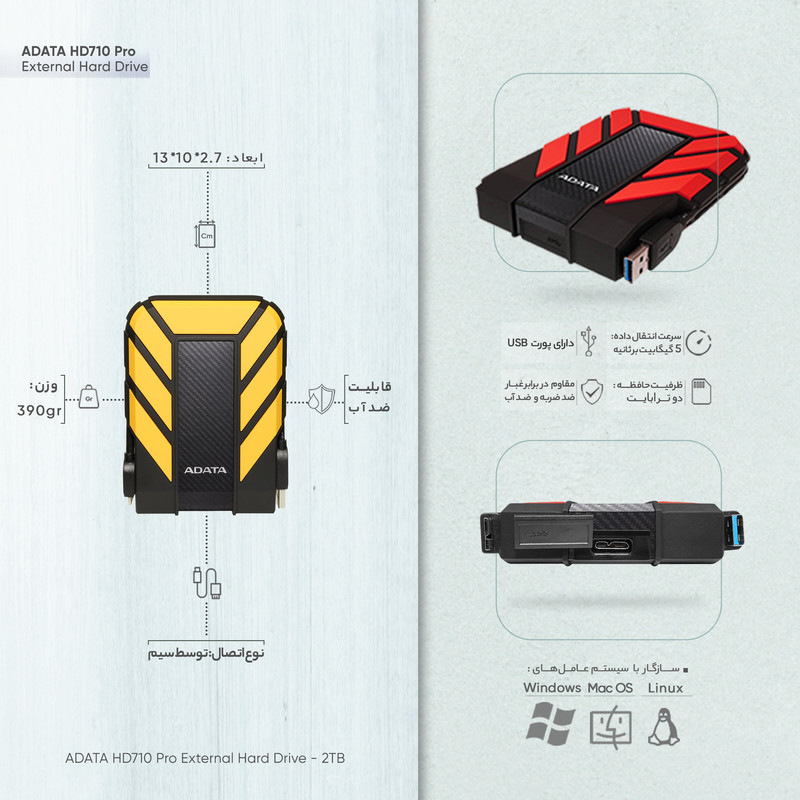 ADATA HD710 Pro
External Hard Drive
ابعاد: 2.7*10*13
Cm
وزن:
390gr
Gr
قابلیت
ضدآب
ADATA
نوع اتصال: توسط سیم
ADATA HD710 Pro External Hard Drive - 2TB
ADATA
سرعت انتقال داده:
5 گیگابیت بر ثانیه
دارای پورت USB
ظرفیت حافظه:
دو ترابایت
مقاوم در برابر غبار
ضد ضربه و ضد آب
سازگار با سیستم عامل‌های:
Windows Mac OS Linux